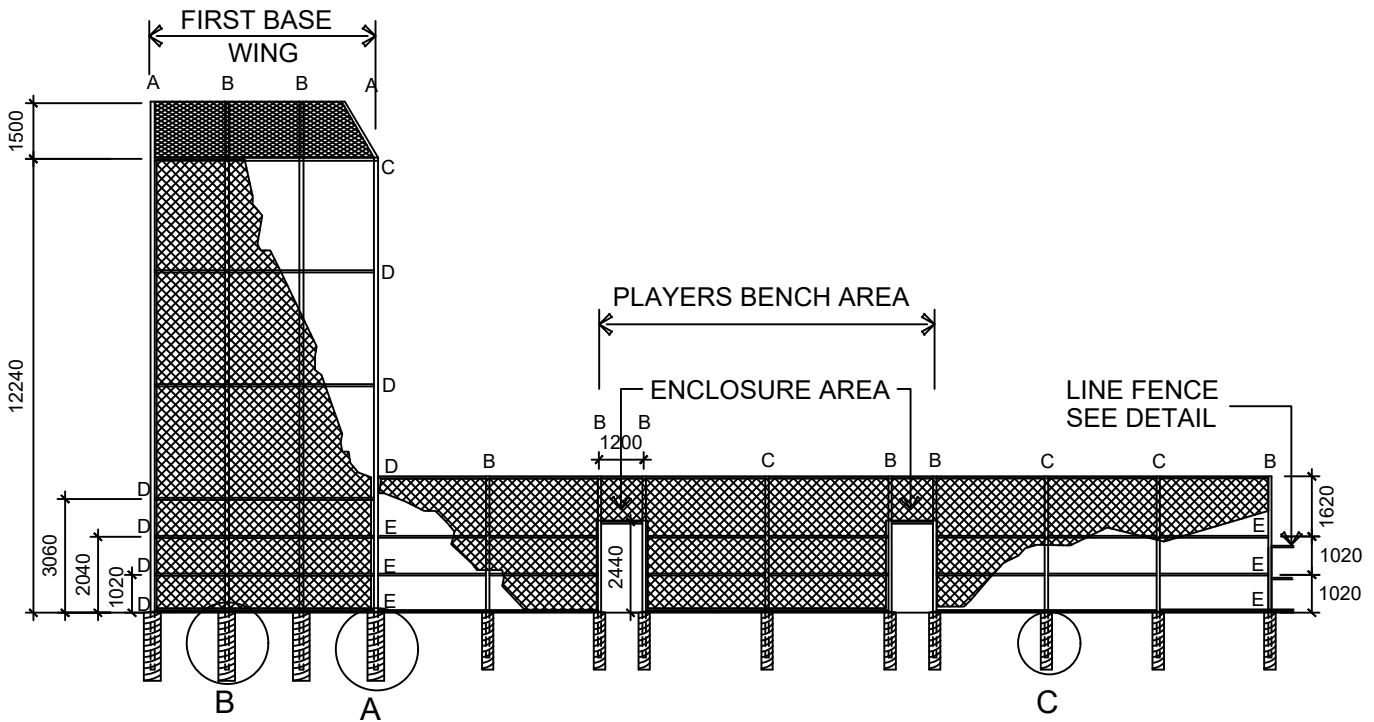 FIRST BASE
WING
A B B A
1500
C
D
PLAYERS BENCH AREA
12240
D
ENCLOSURE AREA
LINE FENCE
SEE DETAIL
B B
1200
D B C B B C C B
D
1620
3060
D E E
2040
2440
D E E
1020
1020
D E E
1020
B A C